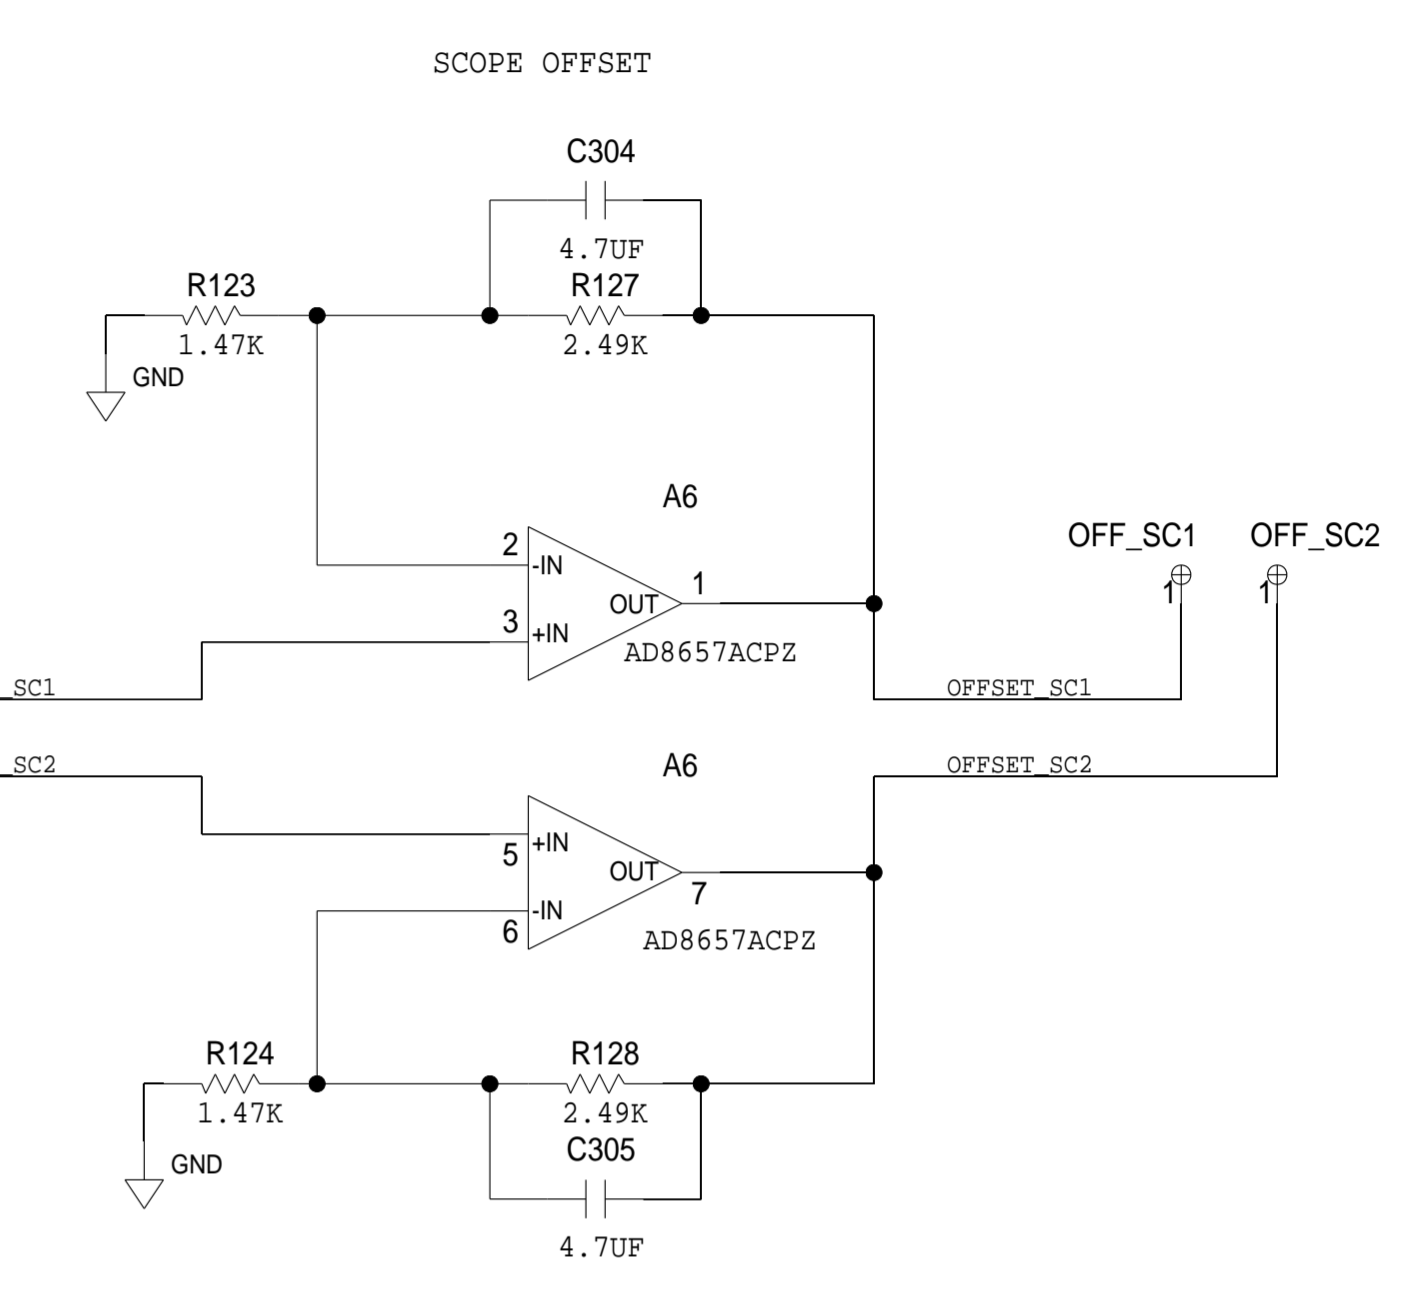 SCOPE OFFSET
C304
4.7UF
R123
R127
1.47K
2.49K
GND
A6
OFF_SC1
OFF_SC2
2
-IN
1
1
1
OUT
3
+IN
AD8657ACPZ
_SC1
OFFSET_SC1
_SC2
A6
OFFSET_SC2
+IN
5
OUT
7
-IN
6
AD8657ACPZ
R124
R128
1.47K
2.49K
C305
GND
4.7UF